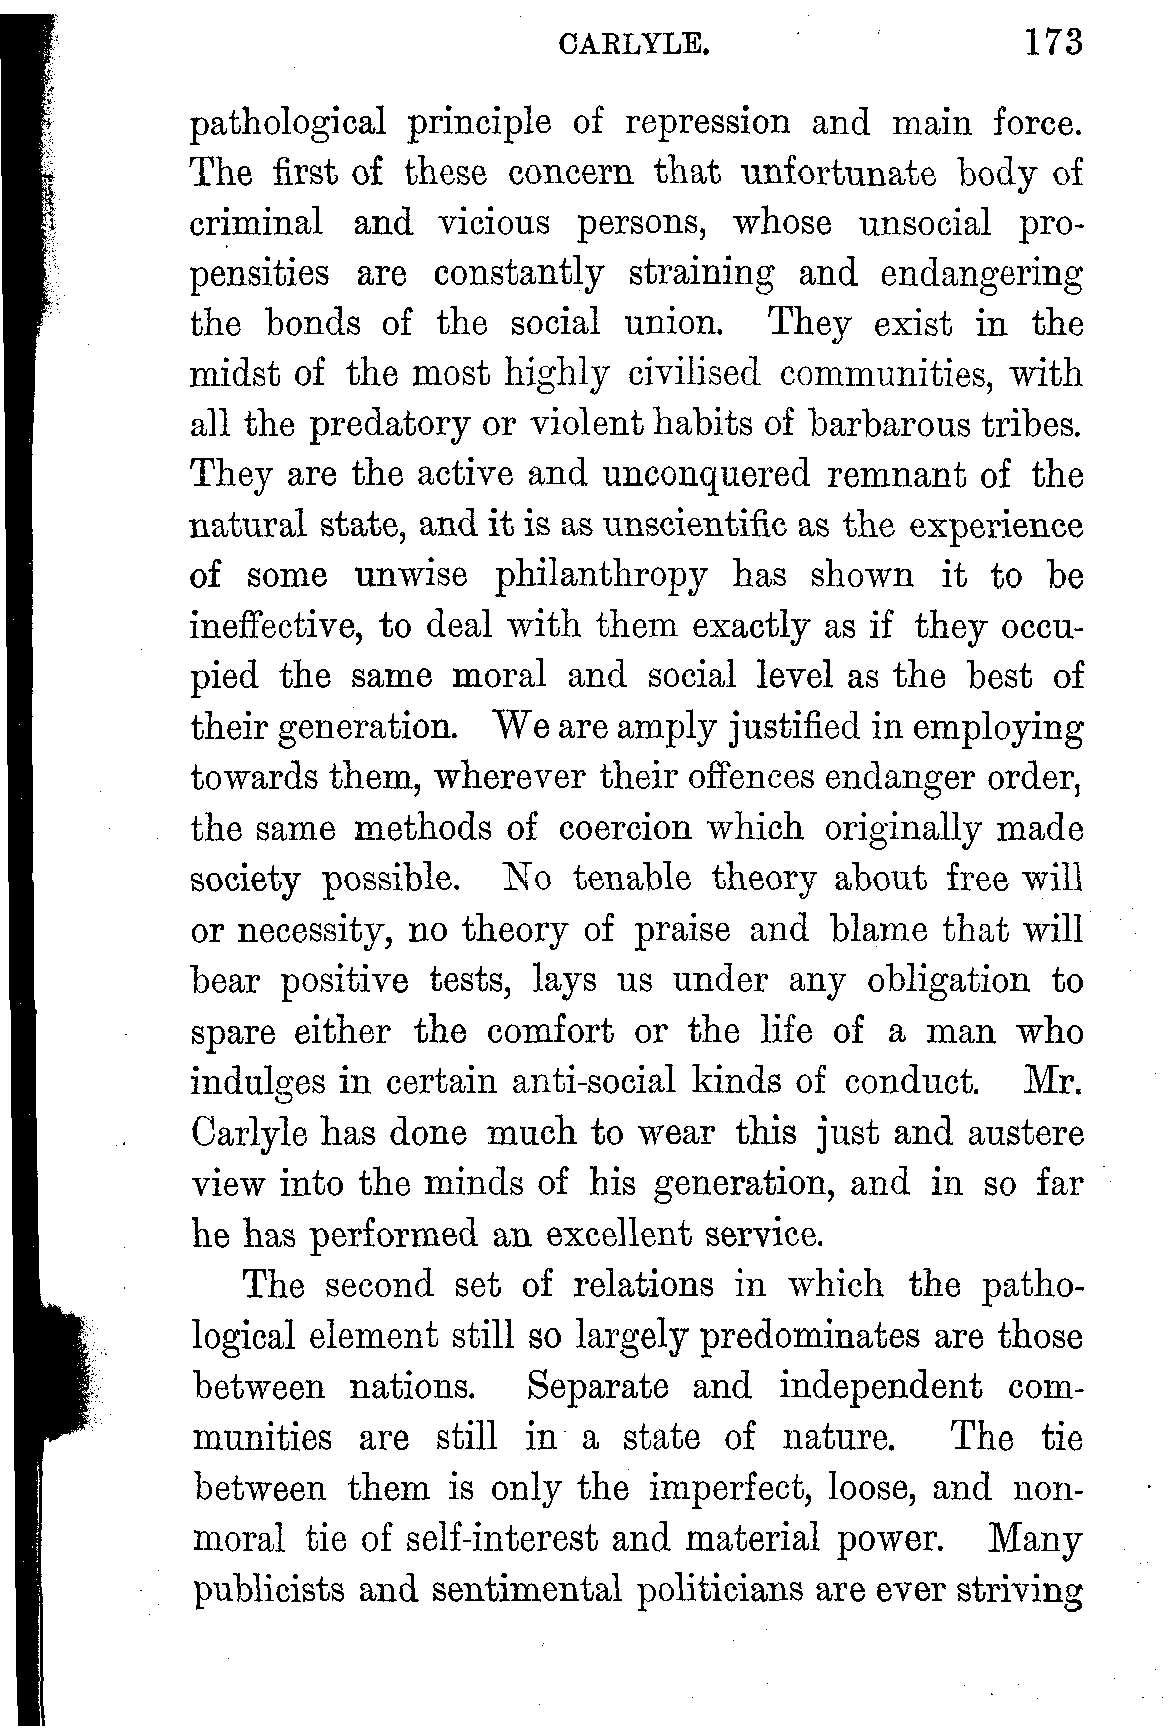 CARLYLE. 173
pathological principle of repression and main force.
The first of these concern that unfortunate body of
criminal and vicious persons, whose unsocial pro-
pensities are constantly straining and endangering
the bonds of the social union. They exist in the
midst of the most highly civilised communities, with
all the predatory or violent habits of barbarous tribes.
They are the active and unconquered remnant of the
natural state, and it is as unscientific as the experience
of some unwise philanthropy has shown it to be
ineffective, to deal with them exactly as if they occu-
pied the same moral and social level as the best of
their generation. We are amply justified in employing
towards them, wherever their offences endanger order,
the same methods of coercion which originally made
society possible. No tenable theory about free will
or necessity, no theory of praise and blame that will
bear positive tests, lays us under any obligation to
spare either the comfort or the life of a man who
indulges in certain anti-social kinds of conduct. Mr.
Carlyle has done much to wear this just and austere
view into the minds of his generation, and in so far
he has performed an excellent service.
The second set of relations in which the patho-
logical element still so largely predominates are those
between nations. Separate and independent com-
munities are still in a state of nature. The tie
between them is only the imperfect, loose, and non-
moral tie of self-interest and material power. Many
publicists and sentimental politicians are ever striving